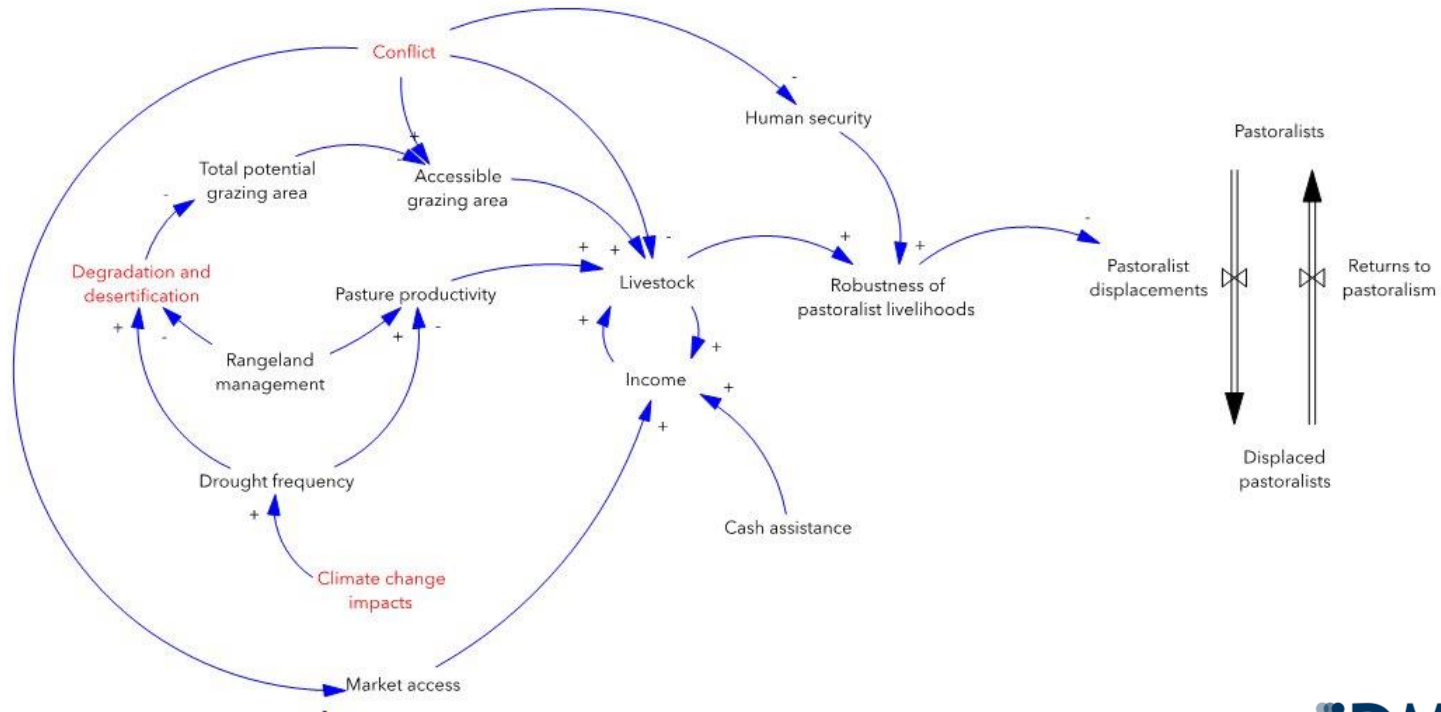 Conflict
-
Human security
Pastoralists
+
-
Total potential
grazing area
Accessible
grazing area
-
+
+
-
+
+
-
Degradation and
desertification
Pasture productivity
Livestock
Robustness of
pastoralist livelihoods
Pastoralist
displacements
Returns to
pastoralism
+
-
+
-
+
+
Rangeland
management
Income
+
+
Drought frequency
Displaced
pastoralists
+
Cash assistance
Climate change
impacts
Market access
-